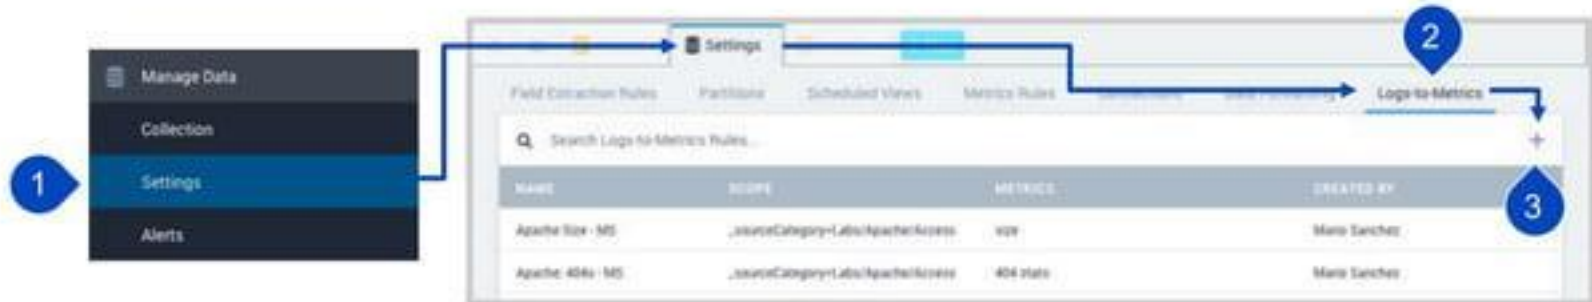 Manage Data
Collection
1
Settings
Alerts
Settings
2
Field Extraction Rules Partitions Scheduled Views Metrics Rules Logs-to-Metrics
Search Logs-to-Metrics Rules...
+
NAME SCOPE METRICS CREATED BY
3
Apache Size - MS _sourceCategory=Labs/Apache/Access size Mario Sanchez
Apache 404s - MS _sourceCategory=Labs/Apache/Access 404 stats Mario Sanchez